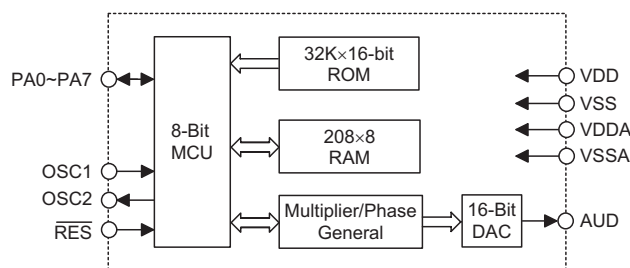 PA0~PA7
OSC1
OSC2
RES
8-Bit
MCU
32K×16-bit
ROM
208×8
RAM
Multiplier/Phase
General
16-Bit
DAC
VDD
VSS
VDDA
VSSA
AUD